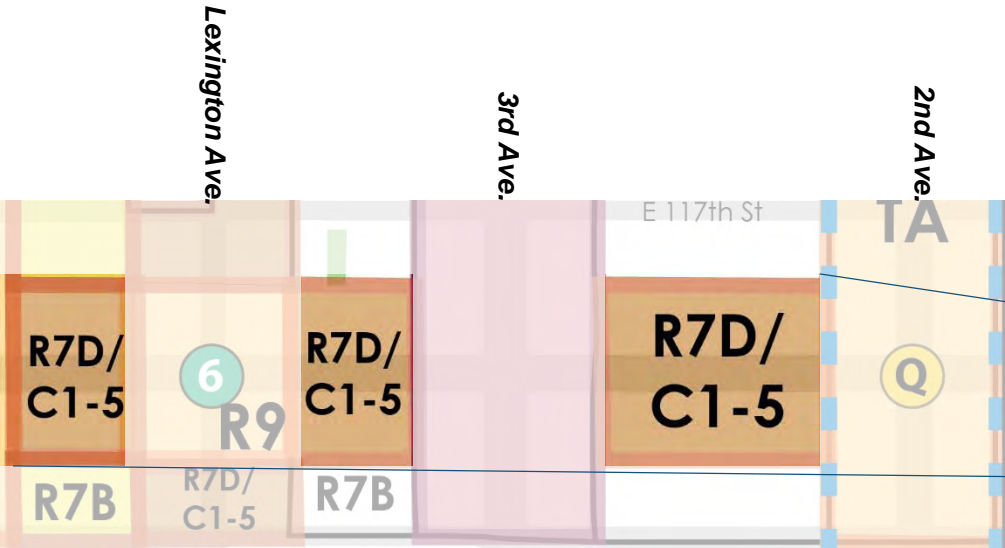 Lexington Ave.
3rd Ave.
2nd Ave.
E 117th St
TA
R7D/
C1-5
6
R9
R7D/
C1-5
R7D/
C1-5
Q
R7B
R7D/
C1-5
R7B